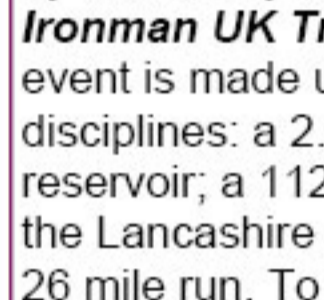 Ironman UK Tr
event is made u
disciplines: a 2.
reservoir; a 112
the Lancashire
26 mile run. To